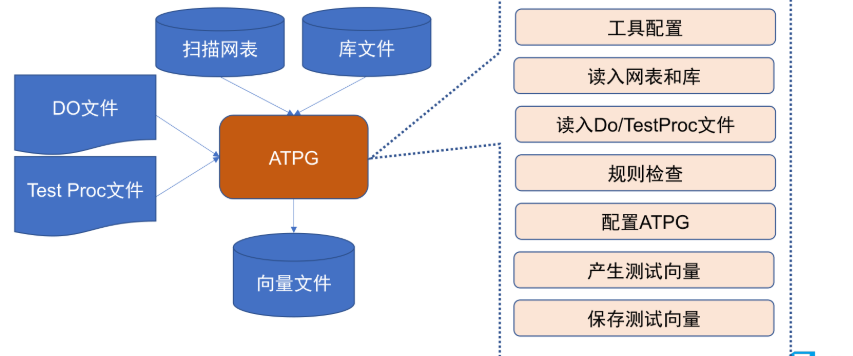 扫描网表
库文件
DO文件
Test Proc文件
ATPG
向量文件
工具配置
读入网表和库
读入Do/TestProc文件
规则检查
配置ATPG
产生测试向量
保存测试向量